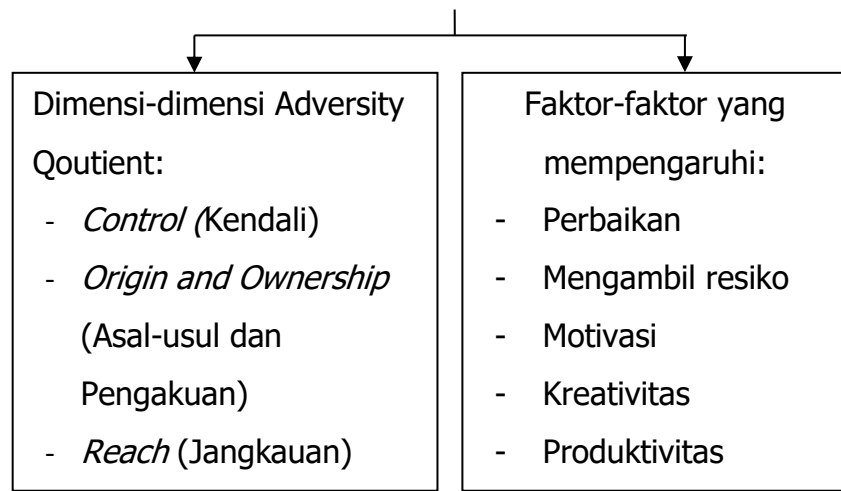 Dimensi-dimensi Adversity
Qoutient:
- Control (Kendali)
- Origin and Ownership
(Asal-usul dan
Pengakuan)
- Reach (Jangkauan)
Faktor-faktor yang
mempengaruhi:
- Perbaikan
- Mengambil resiko
- Motivasi
- Kreativitas
- Produktivitas